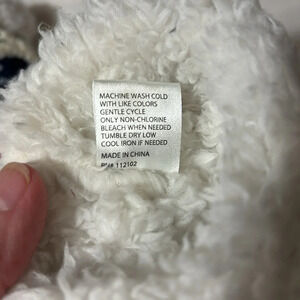 MACHINE WASH COLD
WITH LIKE COLORS
GENTLE CYCLE
ONLY NON-CHLORINE
BLEACH WHEN NEEDED
TUMBLE DRY LOW
COOL IRON IF NEEDED
MADE IN CHINA
RN# 112102